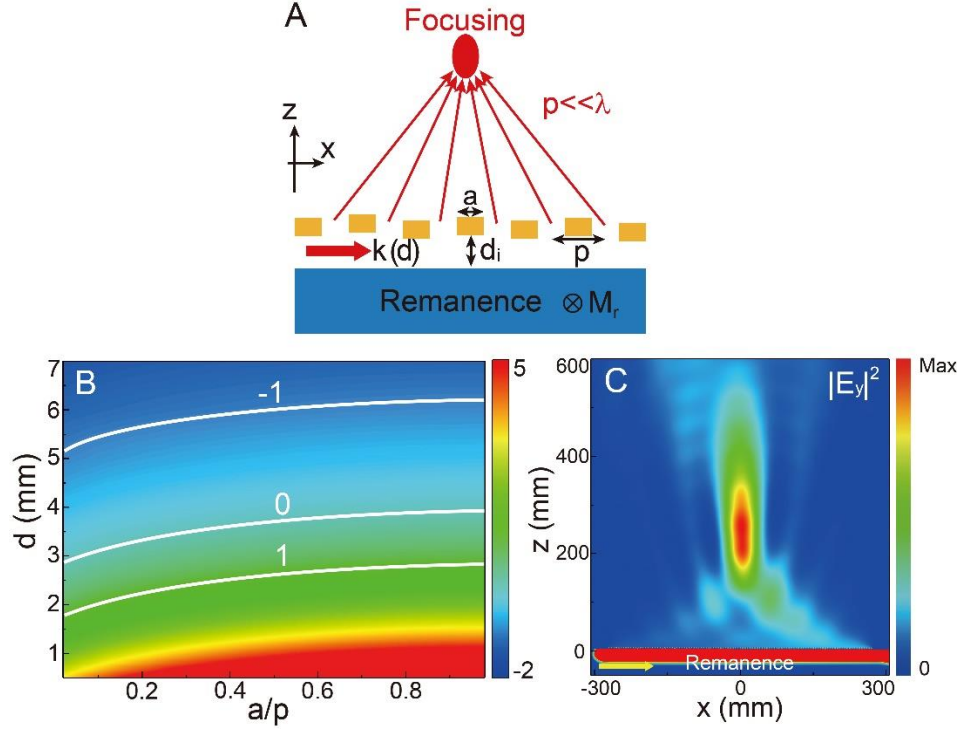 A
Focusing
z
x
p<<λ
a
k(d)
dᵢ
p
Remanence ⊗ Mᵣ
B
7
6
5
4
3
2
1
d (mm)
-1
0
1
0.2 0.4 0.6 0.8
a/p
5
-2
C
|E_y|²
600
400
200
0
z (mm)
Remanence
-300 0 300
x (mm)
Max
0